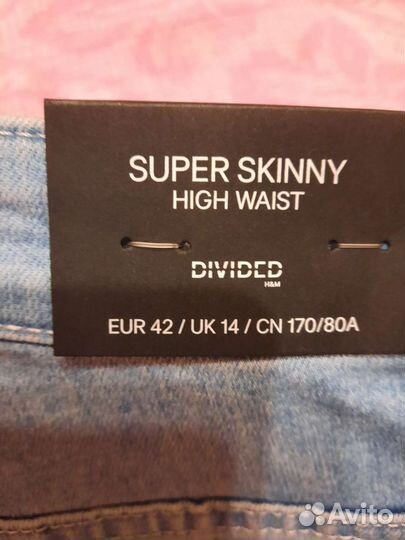 SUPER SKINNY
HIGH WAIST
DIVIDED
H&M
EUR 42 / UK 14 / CN 170/80A
Avito